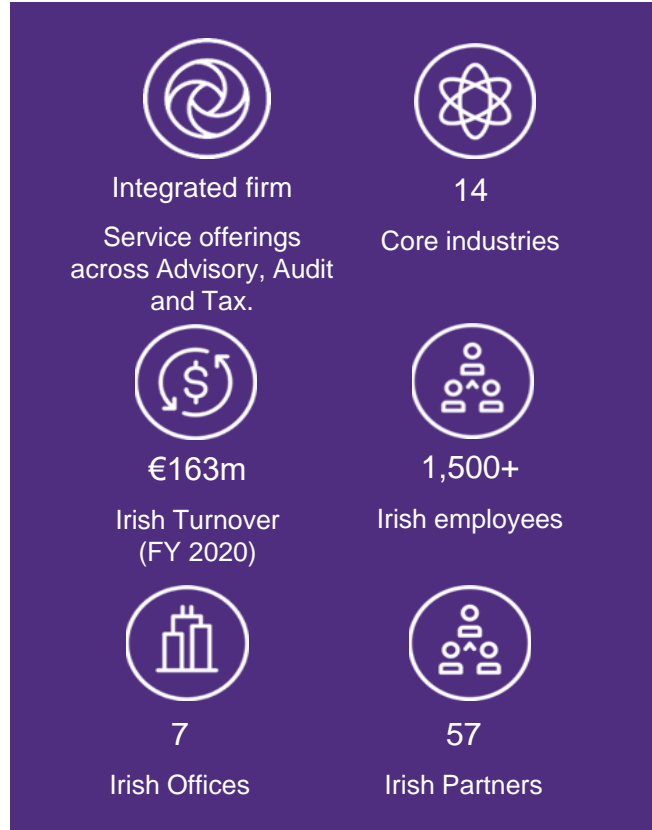 Integrated firm
Service offerings
across Advisory, Audit
and Tax.
14
Core industries
€163m
Irish Turnover
(FY 2020)
1,500+
Irish employees
7
Irish Offices
57
Irish Partners